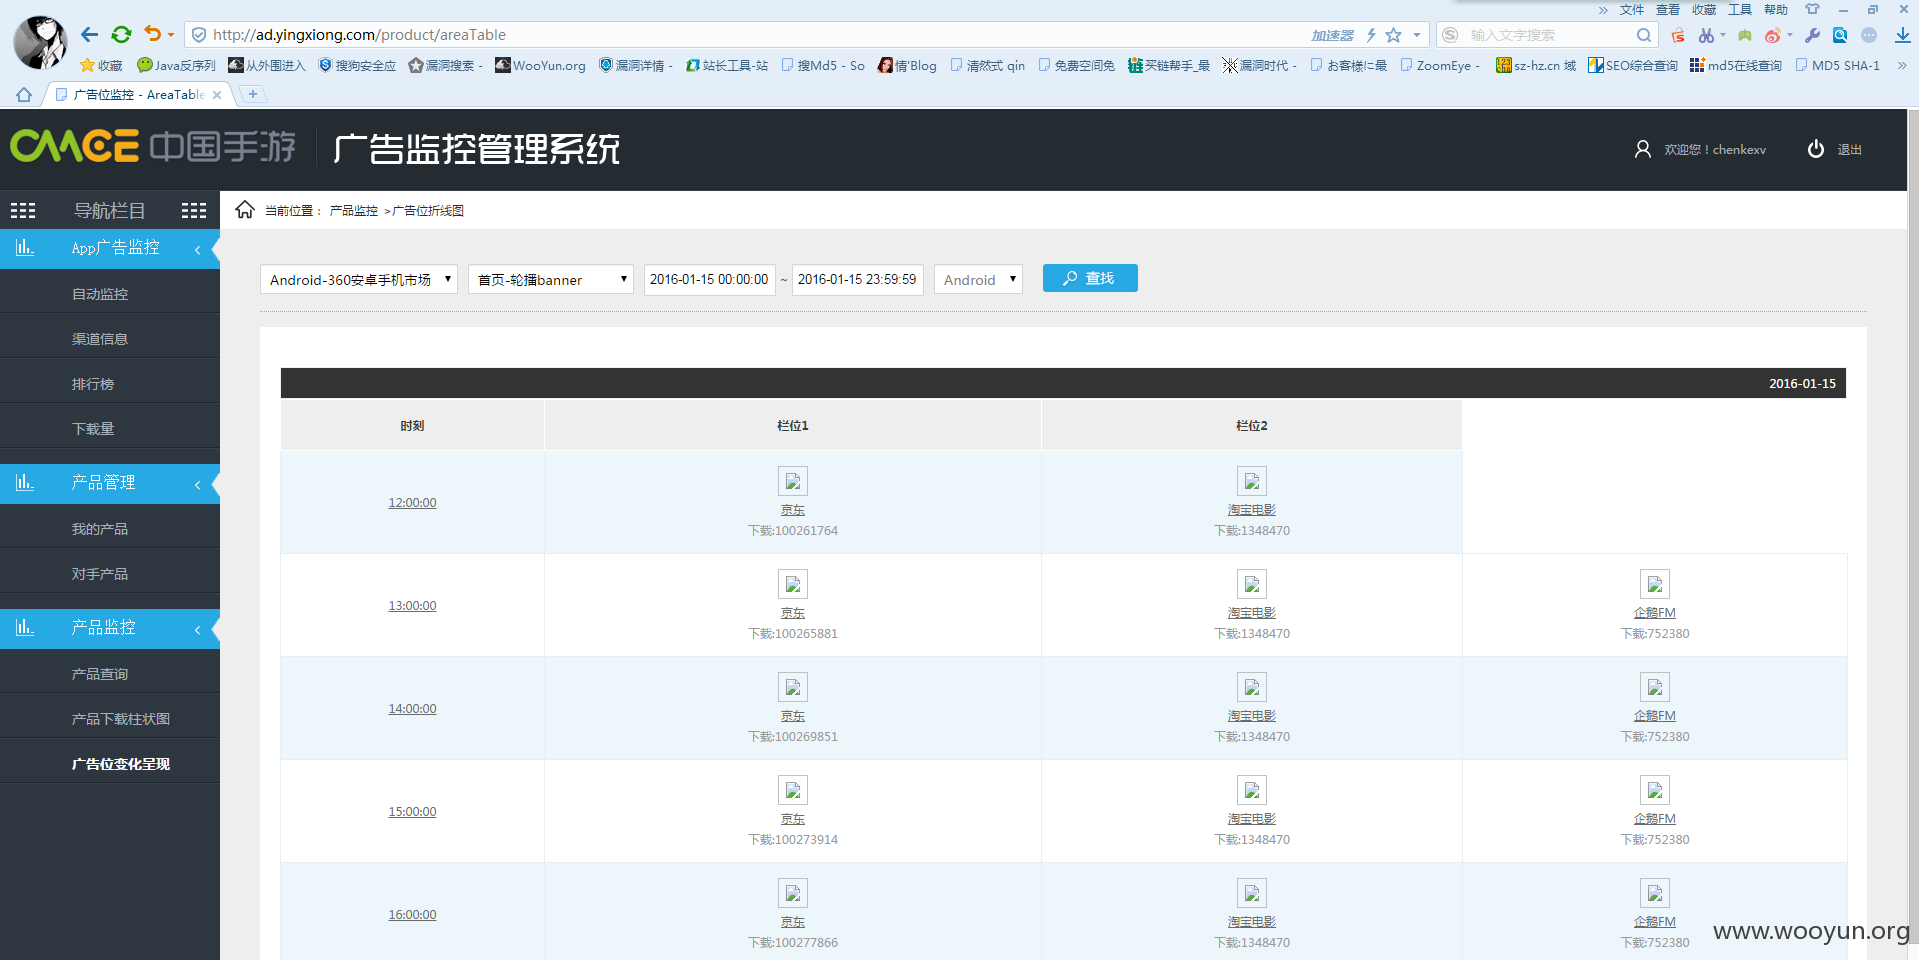 » 文件 查看 收藏 工具 帮助
http://ad.yingxiong.com/product/areaTable 加速器 输入文字搜索
收藏 Java反序列 从外围进入 搜狗安全应 漏洞搜索 - WooYun.org 漏洞详情 - 站长工具-站 搜Md5 - So 情'Blog 清然式 qin 免费空间免 买链帮手_最 漏洞时代 - お客様に最 ZoomEye - sz-hz.cn 域 SEO综合查询 md5在线查询 MD5 SHA-1 »
广告位监控 - AreaTable
CMGE 中国手游 广告监控管理系统 欢迎您！chenkexv 退出
导航栏目
当前位置： 产品监控 >广告位折线图
App广告监控
自动监控
渠道信息
排行榜
下载量
产品管理
我的产品
对手产品
产品监控
产品查询
产品下载柱状图
广告位变化呈现
Android-360安卓手机市场 首页-轮播banner 2016-01-15 00:00:00 ~ 2016-01-15 23:59:59 Android 查找
2016-01-15
时刻 栏位1 栏位2
12:00:00
京东 淘宝电影
下载:100261764 下载:1348470
13:00:00
京东 淘宝电影 企鹅FM
下载:100265881 下载:1348470 下载:752380
14:00:00
京东 淘宝电影 企鹅FM
下载:100269851 下载:1348470 下载:752380
15:00:00
京东 淘宝电影 企鹅FM
下载:100273914 下载:1348470 下载:752380
16:00:00
京东 淘宝电影 企鹅FM
下载:100277866 下载:1348470 下载:752380
www.wooyun.org